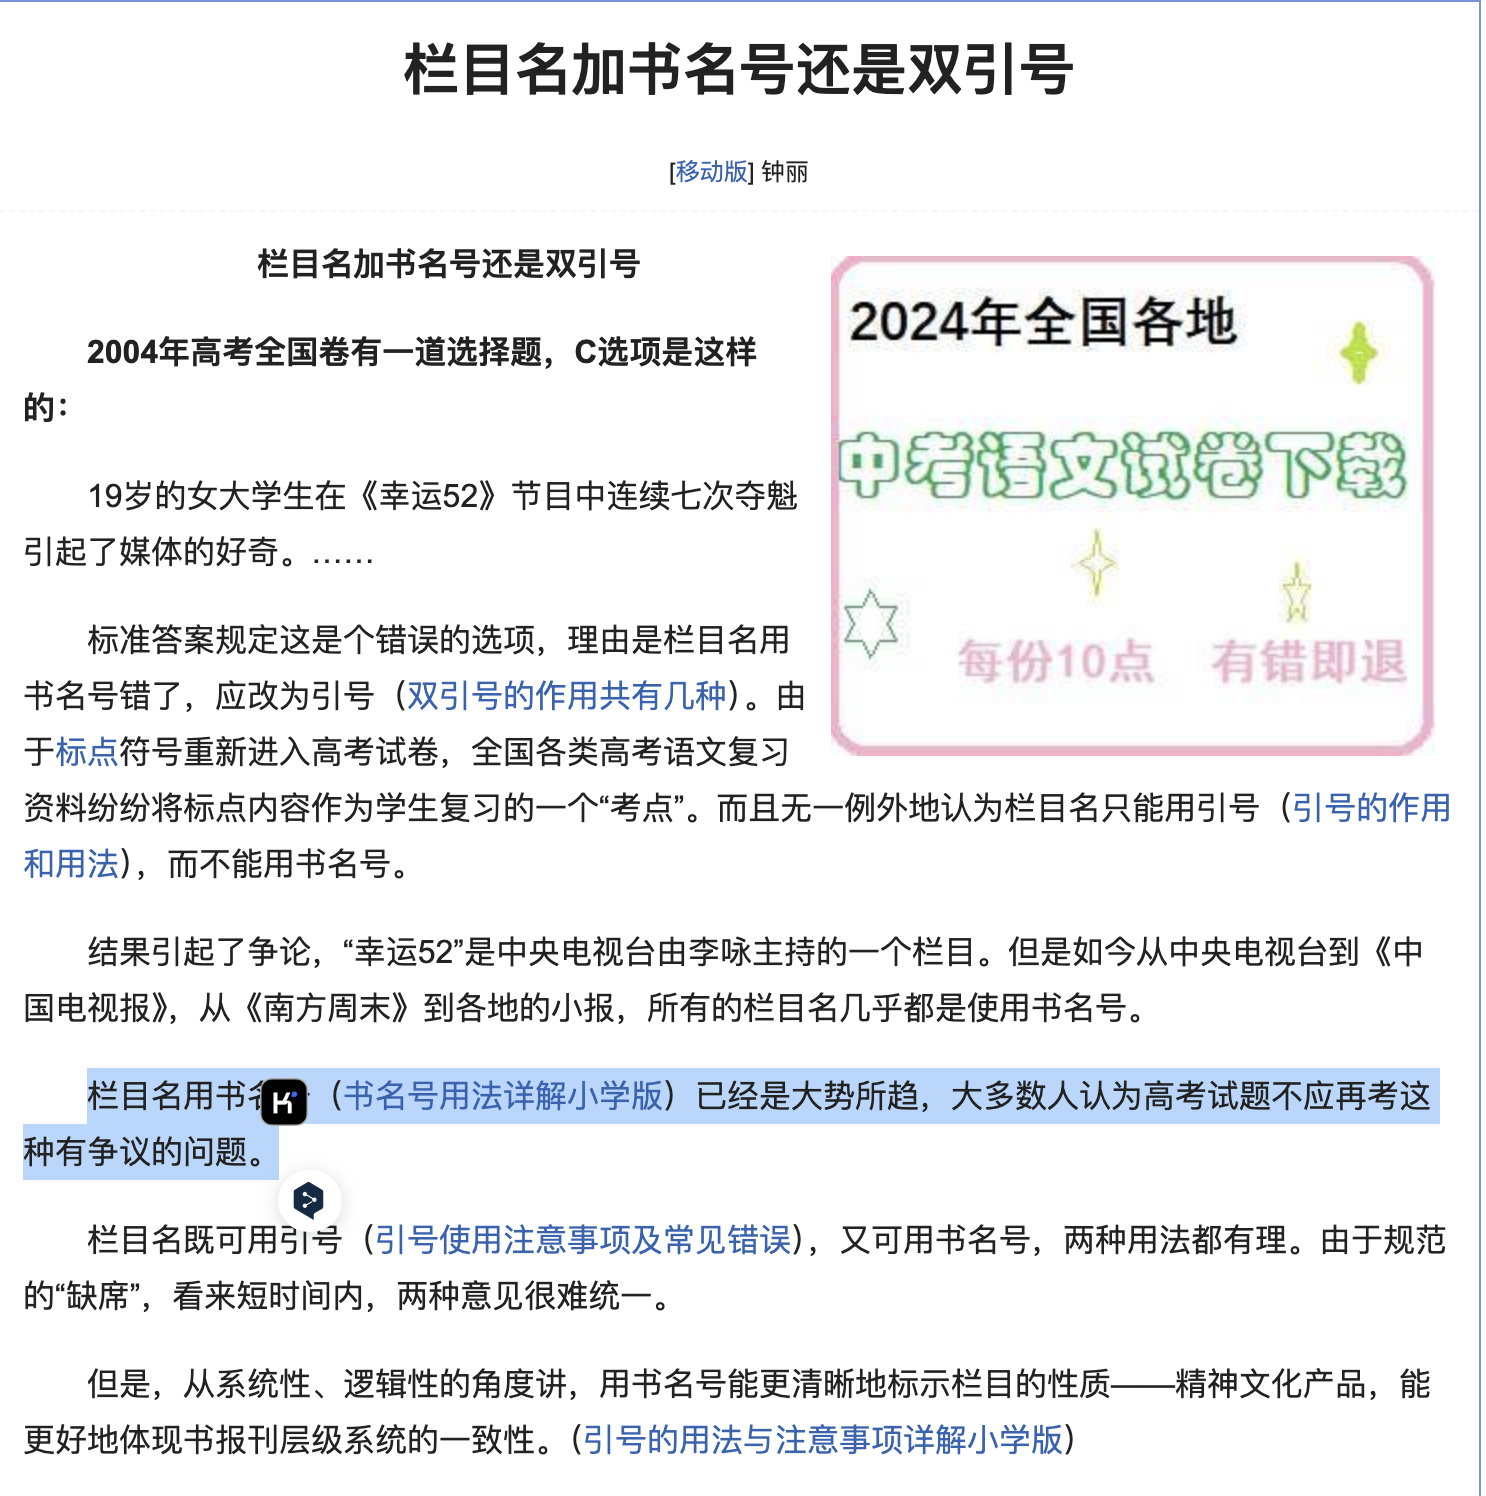 栏目名加书名号还是双引号
[移动版] 钟丽
栏目名加书名号还是双引号
2004年高考全国卷有一道选择题，C选项是这样
的：
19岁的女大学生在《幸运52》节目中连续七次夺魁
引起了媒体的好奇。……
标准答案规定这是个错误的选项，理由是栏目名用
书名号错了，应改为引号（双引号的作用共有几种）。由
于标点符号重新进入高考试卷，全国各类高考语文复习
2024年全国各地
中考语文试卷下载
每份10点 有错即退
资料纷纷将标点内容作为学生复习的一个“考点”。而且无一例外地认为栏目名只能用引号（引号的作用
和用法），而不能用书名号。
结果引起了争论，“幸运52”是中央电视台由李咏主持的一个栏目。但是如今从中央电视台到《中
国电视报》，从《南方周末》到各地的小报，所有的栏目名几乎都是使用书名号。
栏目名用书名（书名号用法详解小学版）已经是大势所趋，大多数人认为高考试题不应再考这
种有争议的问题。
栏目名既可用引号（引号使用注意事项及常见错误），又可用书名号，两种用法都有理。由于规范
的“缺席”，看来短时间内，两种意见很难统一。
但是，从系统性、逻辑性的角度讲，用书名号能更清晰地标示栏目的性质——精神文化产品，能
更好地体现书报刊层级系统的一致性。（引号的用法与注意事项详解小学版）